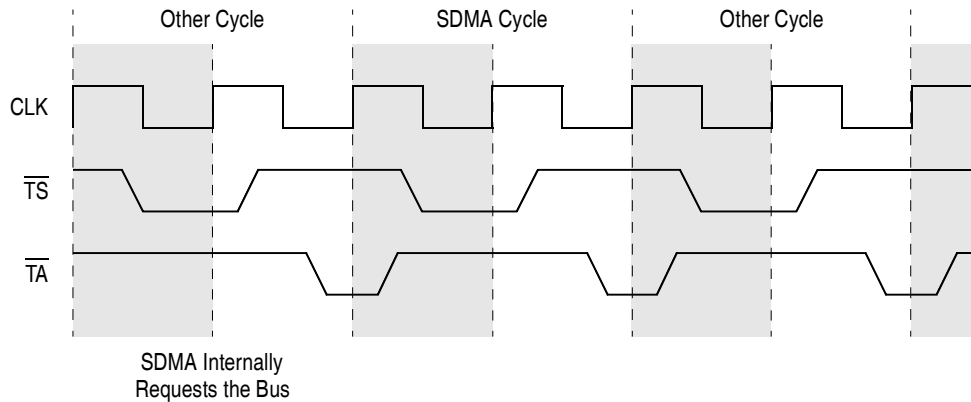 Other Cycle
SDMA Cycle
Other Cycle
CLK
TS
TA
SDMA Internally
Requests the Bus